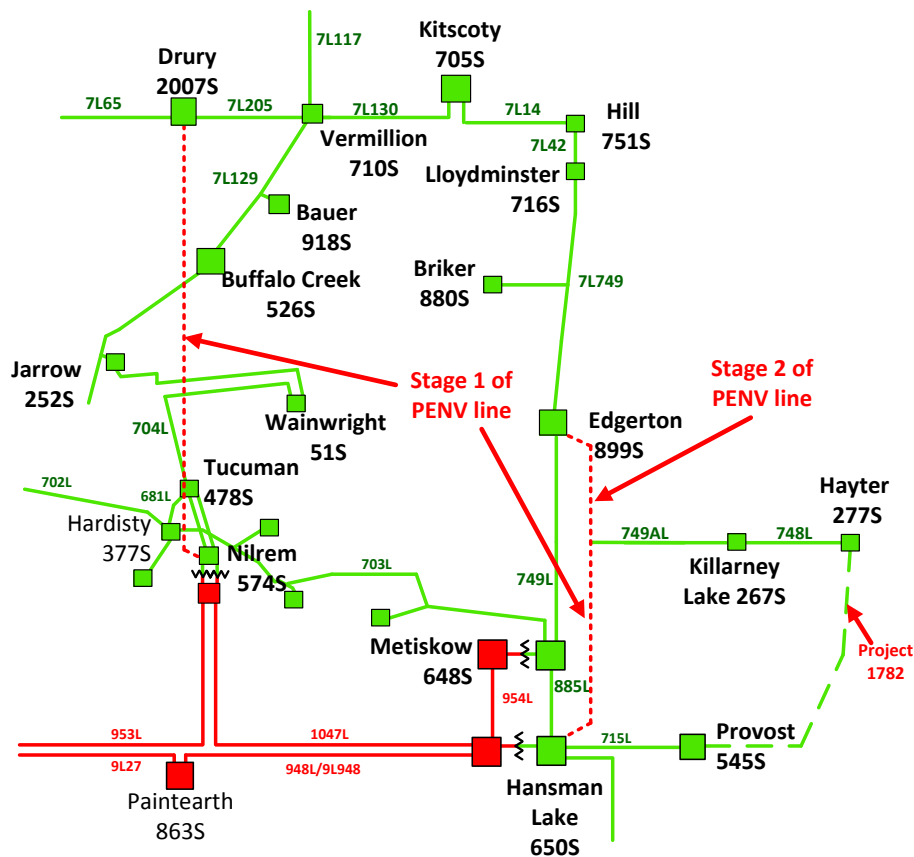 7L117
Kitscoty
705S
Drury
2007S
7L65
7L205
7L130
7L14
Hill
751S
Vermillion
710S
7L42
Lloydminster
716S
7L129
Bauer
918S
Buffalo Creek
526S
Briker
880S
7L749
Jarrow
252S
Stage 1 of
PENV line
Stage 2 of
PENV line
Wainwright
51S
Edgerton
899S
704L
Tucuman
478S
702L
681L
Hardisty
377S
Nilrem
574S
Hayter
277S
749AL
748L
Killarney
Lake 267S
703L
749L
Metiskow
648S
Project
1782
885L
954L
953L
1047L
715L
Provost
545S
9L27
948L/9L948
Paintearth
863S
Hansman
Lake
650S